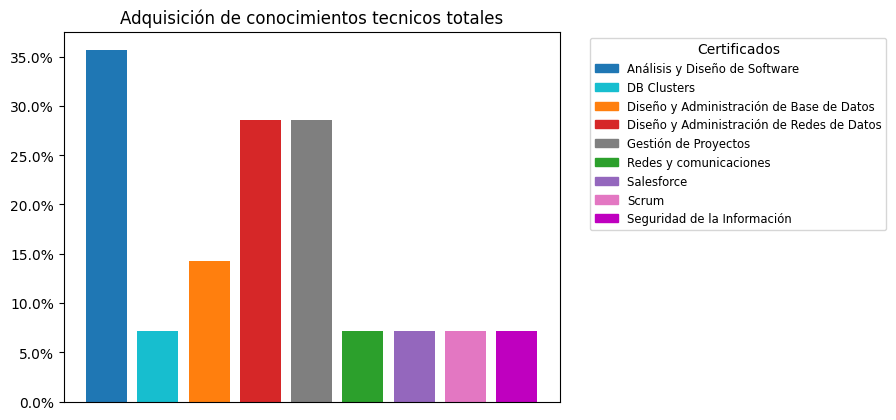 Adquisición de conocimientos tecnicos totales
35.0%
30.0%
25.0%
20.0%
15.0%
10.0%
5.0%
0.0%
Certificados
Análisis y Diseño de Software
DB Clusters
Diseño y Administración de Base de Datos
Diseño y Administración de Redes de Datos
Gestión de Proyectos
Redes y comunicaciones
Salesforce
Scrum
Seguridad de la Información